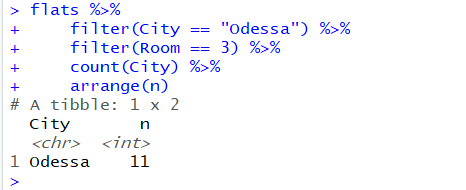 > flats %>%
+     filter(City == "Odessa") %>%
+     filter(Room == 3) %>%
+     count(City) %>%
+     arrange(n)
# A tibble: 1 x 2
  City       n
  <chr>  <int>
1 Odessa    11
>